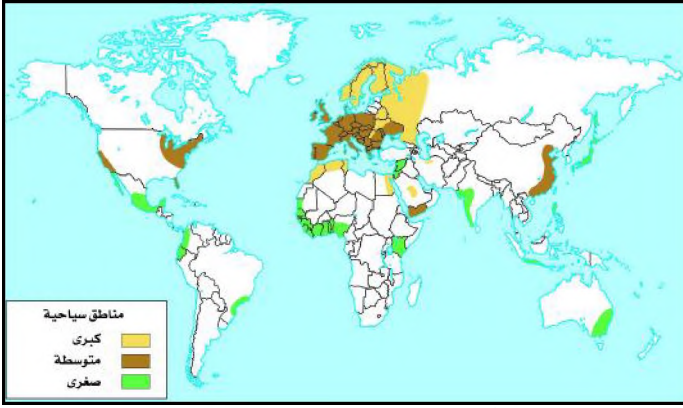 مناطق سياحية
كبرى
متوسطة
صغرى